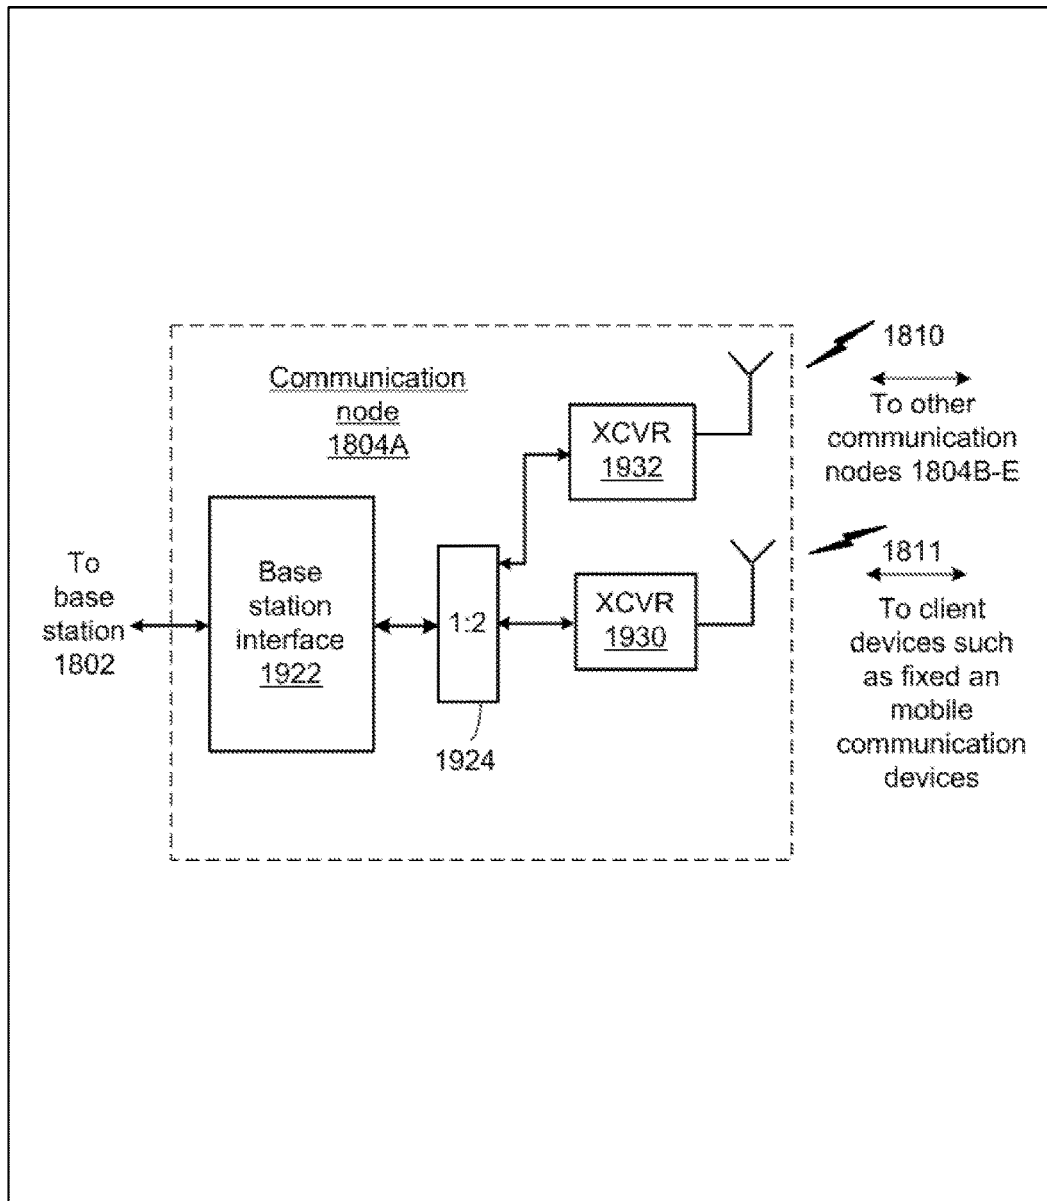 Communication
node
1804A
XCVR
1932
1810
To other
communication
nodes 1804B-E
To
base
station
1802
Base
station
interface
1922
1:2
1924
XCVR
1930
1811
To client
devices such
as fixed an
mobile
communication
devices